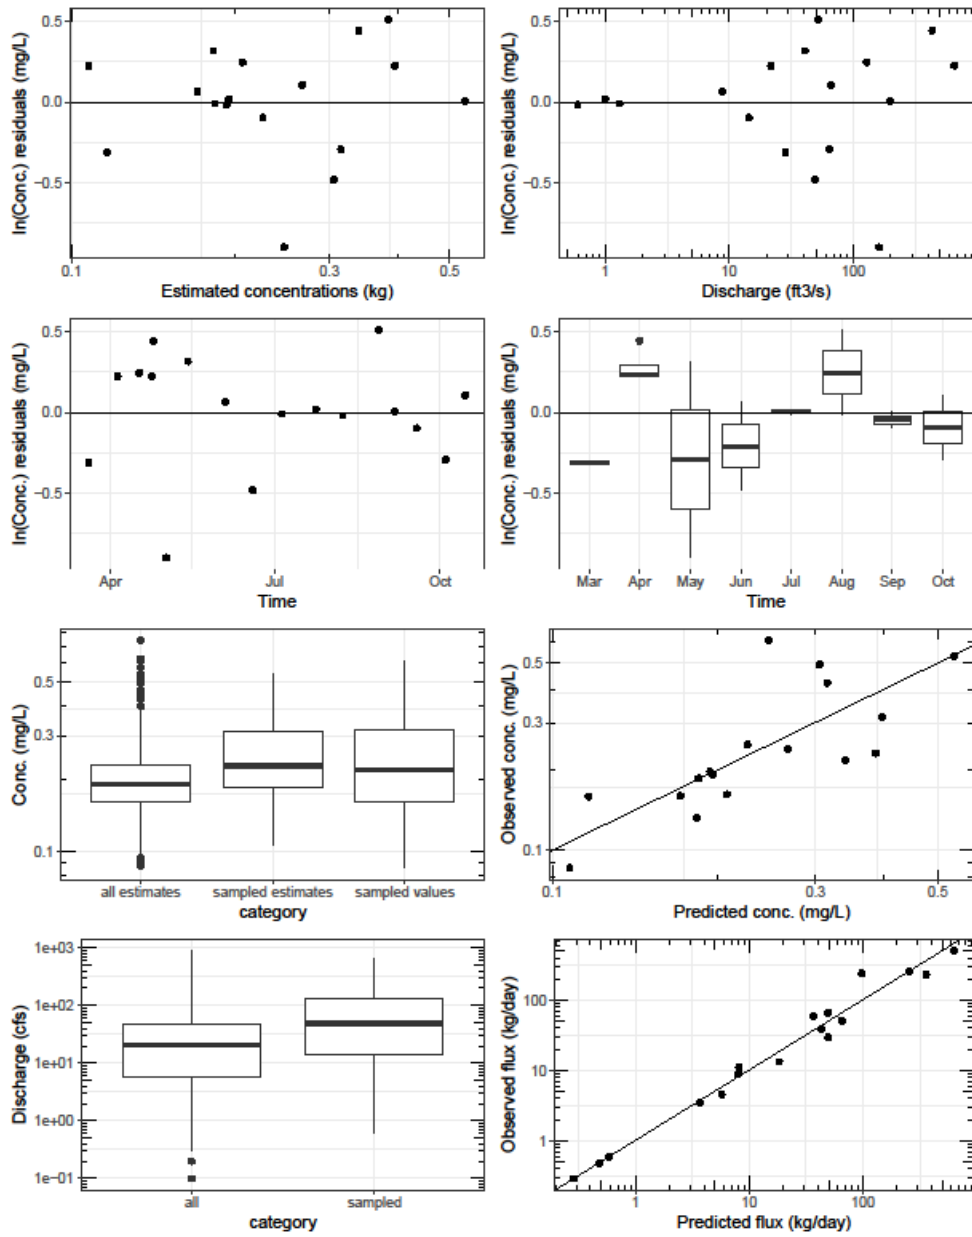 ln(Conc.) residuals (mg/L)
0.5
0.0
−0.5
0.1 0.3 0.5
Estimated concentrations (kg)
ln(Conc.) residuals (mg/L)
0.5
0.0
−0.5
1 10 100
Discharge (ft3/s)
ln(Conc.) residuals (mg/L)
0.5
0.0
−0.5
Apr Jul Oct
Time
ln(Conc.) residuals (mg/L)
0.5
0.0
−0.5
Mar Apr May Jun Jul Aug Sep Oct
Time
Conc. (mg/L)
0.5
0.3
0.1
all estimates sampled estimates sampled values
category
Observed conc. (mg/L)
0.5
0.3
0.1
0.1 0.3 0.5
Predicted conc. (mg/L)
Discharge (cfs)
1e+03
1e+02
1e+01
1e+00
1e−01
all sampled
category
Observed flux (kg/day)
100
10
1
1 10 100
Predicted flux (kg/day)